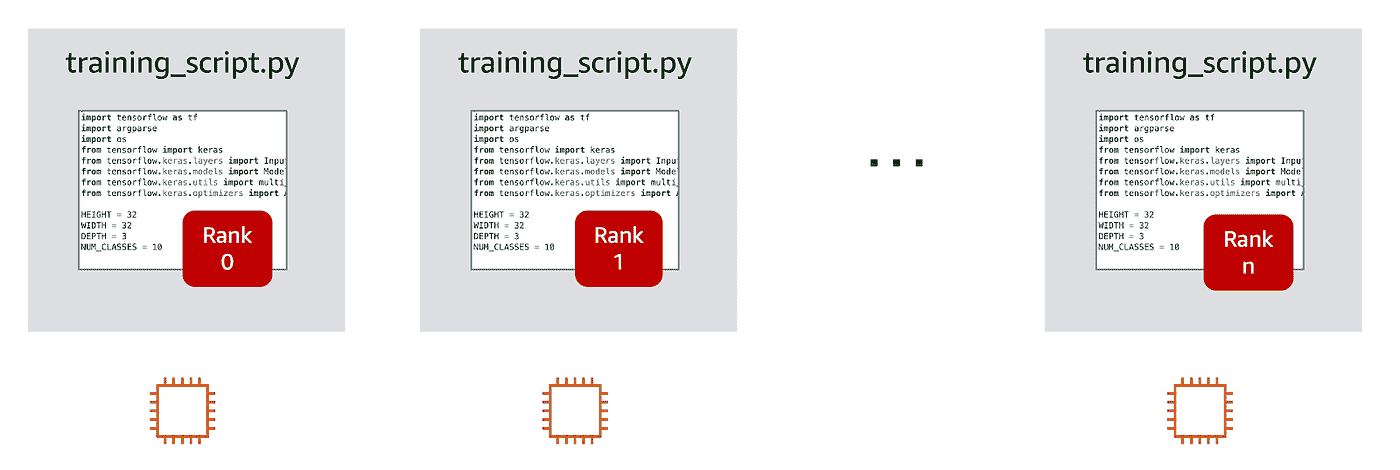 training_script.py
import tensorflow as tf
import argparse
import os
from tensorflow import keras
from tensorflow.keras.layers import Inpu
from tensorflow.keras.models import Mode
from tensorflow.keras.utils import multi_
from tensorflow.keras.optimizers import A
HEIGHT = 32
WIDTH = 32
DEPTH = 3
NUM_CLASSES = 10
Rank
0
training_script.py
import tensorflow as tf
import argparse
import os
from tensorflow import keras
from tensorflow.keras.layers import Inpu
from tensorflow.keras.models import Mode
from tensorflow.keras.utils import multi_
from tensorflow.keras.optimizers import A
HEIGHT = 32
WIDTH = 32
DEPTH = 3
NUM_CLASSES = 10
Rank
1
...
training_script.py
import tensorflow as tf
import argparse
import os
from tensorflow import keras
from tensorflow.keras.layers import Inpu
from tensorflow.keras.models import Mode
from tensorflow.keras.utils import multi_
from tensorflow.keras.optimizers import A
HEIGHT = 32
WIDTH = 32
DEPTH = 3
NUM_CLASSES = 10
Rank
n